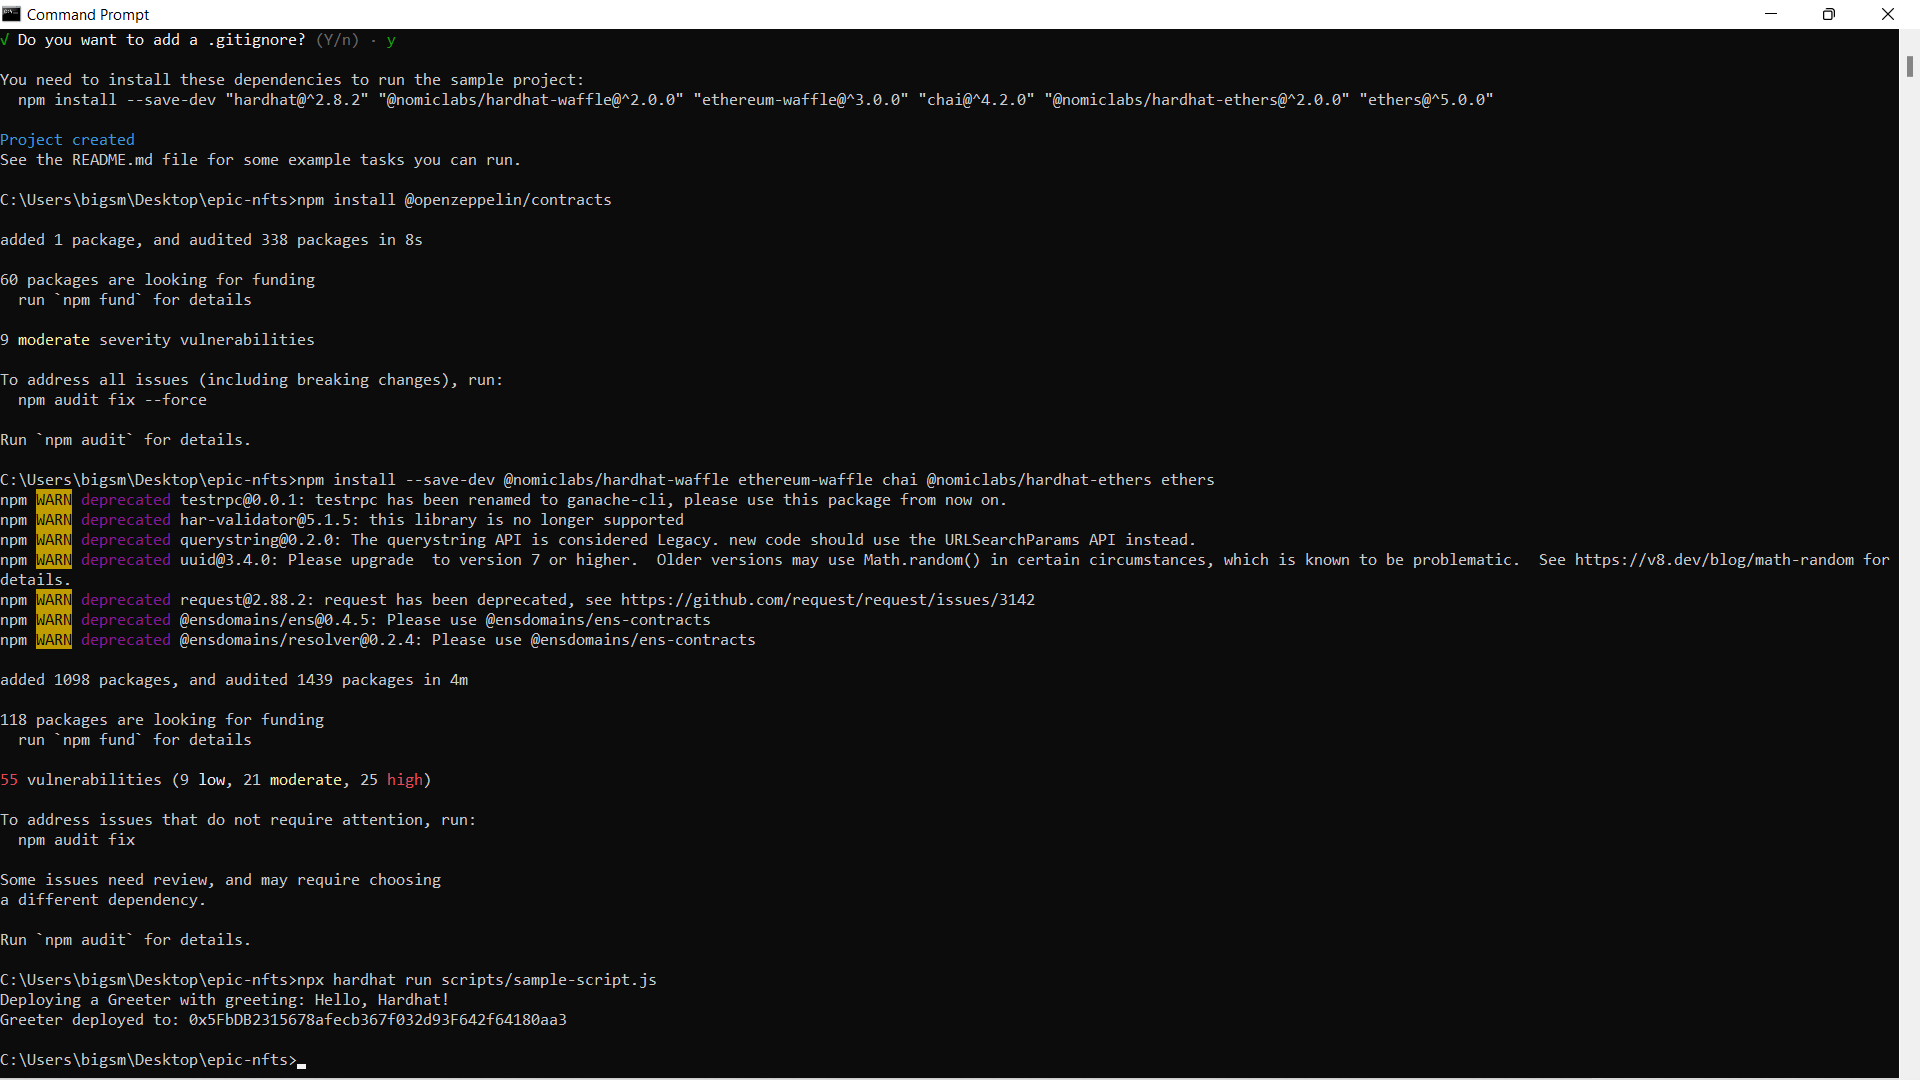 Command Prompt
√ Do you want to add a .gitignore? (Y/n) · y
You need to install these dependencies to run the sample project:
npm install --save-dev "hardhat@^2.8.2" "@nomiclabs/hardhat-waffle@^2.0.0" "ethereum-waffle@^3.0.0" "chai@^4.2.0" "@nomiclabs/hardhat-ethers@^2.0.0" "ethers@^5.0.0"
Project created
See the README.md file for some example tasks you can run.
C:\Users\bigsm\Desktop\epic-nfts>npm install @openzeppelin/contracts
added 1 package, and audited 338 packages in 8s
60 packages are looking for funding
run `npm fund` for details
9 moderate severity vulnerabilities
To address all issues (including breaking changes), run:
npm audit fix --force
Run `npm audit` for details.
C:\Users\bigsm\Desktop\epic-nfts>npm install --save-dev @nomiclabs/hardhat-waffle ethereum-waffle chai @nomiclabs/hardhat-ethers ethers
npm WARN deprecated testrpc@0.0.1: testrpc has been renamed to ganache-cli, please use this package from now on.
npm WARN deprecated har-validator@5.1.5: this library is no longer supported
npm WARN deprecated querystring@0.2.0: The querystring API is considered Legacy. new code should use the URLSearchParams API instead.
npm WARN deprecated uuid@3.4.0: Please upgrade  to version 7 or higher.  Older versions may use Math.random() in certain circumstances, which is known to be problematic.  See https://v8.dev/blog/math-random for
details.
npm WARN deprecated request@2.88.2: request has been deprecated, see https://github.com/request/request/issues/3142
npm WARN deprecated @ensdomains/ens@0.4.5: Please use @ensdomains/ens-contracts
npm WARN deprecated @ensdomains/resolver@0.2.4: Please use @ensdomains/ens-contracts
added 1098 packages, and audited 1439 packages in 4m
118 packages are looking for funding
run `npm fund` for details
55 vulnerabilities (9 low, 21 moderate, 25 high)
To address issues that do not require attention, run:
npm audit fix
Some issues need review, and may require choosing
a different dependency.
Run `npm audit` for details.
C:\Users\bigsm\Desktop\epic-nfts>npx hardhat run scripts/sample-script.js
Deploying a Greeter with greeting: Hello, Hardhat!
Greeter deployed to: 0x5FbDB2315678afecb367f032d93F642f64180aa3
C:\Users\bigsm\Desktop\epic-nfts>